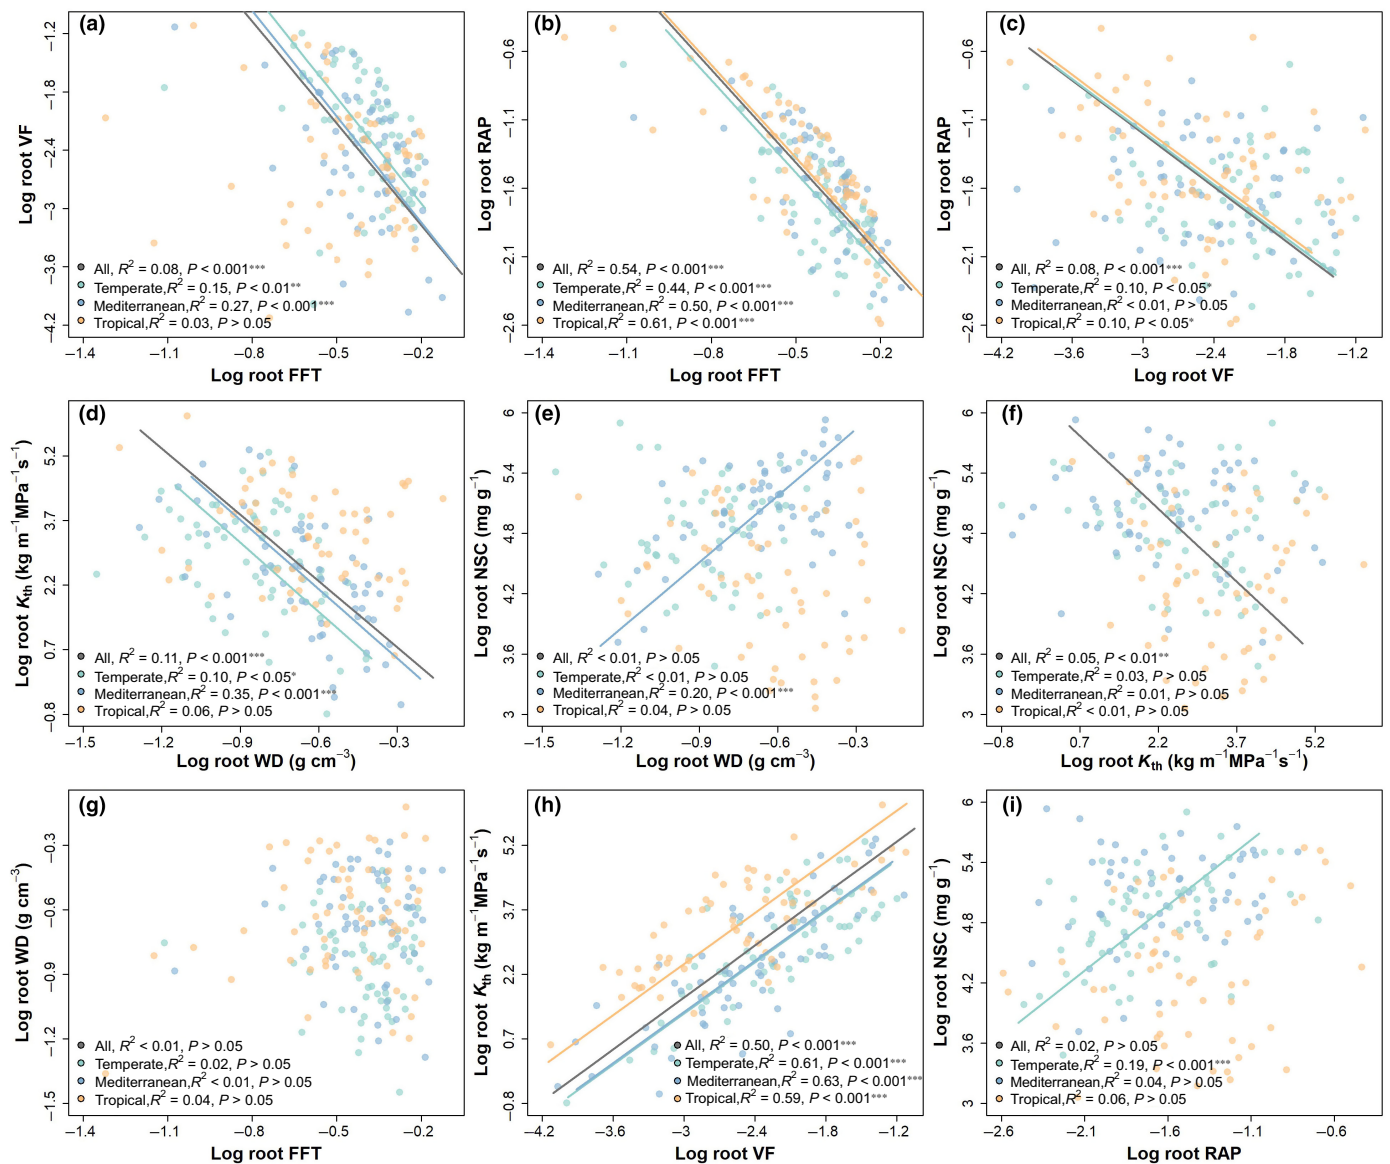 (a)
Log root VF
−1.2
−1.8
−2.4
−3
−3.6
−4.2
All, R² = 0.08, P < 0.001***
Temperate,R² = 0.15, P < 0.01**
Mediterranean,R² = 0.27, P < 0.001***
Tropical,R² = 0.03, P > 0.05
−1.4 −1.1 −0.8 −0.5 −0.2
Log root FFT
(b)
Log root RAP
−0.6
−1.1
−1.6
−2.1
−2.6
All, R² = 0.54, P < 0.001***
Temperate,R² = 0.44, P < 0.001***
Mediterranean,R² = 0.50, P < 0.001***
Tropical,R² = 0.61, P < 0.001***
−1.4 −1.1 −0.8 −0.5 −0.2
Log root FFT
(c)
Log root RAP
−0.6
−1.1
−1.6
−2.1
−2.6
All, R² = 0.08, P < 0.001***
Temperate,R² = 0.10, P < 0.05*
Mediterranean,R² < 0.01, P > 0.05
Tropical,R² = 0.10, P < 0.05*
−4.2 −3.6 −3 −2.4 −1.8 −1.2
Log root VF
(d)
Log root Kth (kg m−1MPa−1s−1)
5.2
3.7
2.2
0.7
−0.8
All, R² = 0.11, P < 0.001***
Temperate,R² = 0.10, P < 0.05*
Mediterranean,R² = 0.35, P < 0.001***
Tropical,R² = 0.06, P > 0.05
−1.5 −1.2 −0.9 −0.6 −0.3
Log root WD (g cm−3)
(e)
Log root NSC (mg g−1)
6
5.4
4.8
4.2
3.6
3
All, R² < 0.01, P > 0.05
Temperate,R² < 0.01, P > 0.05
Mediterranean,R² = 0.20, P < 0.001***
Tropical,R² = 0.04, P > 0.05
−1.5 −1.2 −0.9 −0.6 −0.3
Log root WD (g cm−3)
(f)
Log root NSC (mg g−1)
6
5.4
4.8
4.2
3.6
3
All, R² = 0.05, P < 0.01**
Temperate,R² = 0.03, P > 0.05
Mediterranean,R² = 0.01, P > 0.05
Tropical,R² < 0.01, P > 0.05
−0.8 0.7 2.2 3.7 5.2
Log root Kth (kg m−1MPa−1s−1)
(g)
Log root WD (g cm−3)
−0.3
−0.6
−0.9
−1.2
−1.5
All, R² < 0.01, P > 0.05
Temperate,R² = 0.02, P > 0.05
Mediterranean,R² < 0.01, P > 0.05
Tropical,R² = 0.04, P > 0.05
−1.4 −1.1 −0.8 −0.5 −0.2
Log root FFT
(h)
Log root Kth (kg m−1MPa−1s−1)
5.2
3.7
2.2
0.7
−0.8
All, R² = 0.50, P < 0.001***
Temperate,R² = 0.61, P < 0.001***
Mediterranean,R² = 0.63, P < 0.001***
Tropical,R² = 0.59, P < 0.001***
−4.2 −3.6 −3 −2.4 −1.8 −1.2
Log root VF
(i)
Log root NSC (mg g−1)
6
5.4
4.8
4.2
3.6
3
All, R² = 0.02, P > 0.05
Temperate,R² = 0.19, P < 0.001***
Mediterranean,R² = 0.04, P > 0.05
Tropical,R² = 0.06, P > 0.05
−2.6 −2.1 −1.6 −1.1 −0.6
Log root RAP